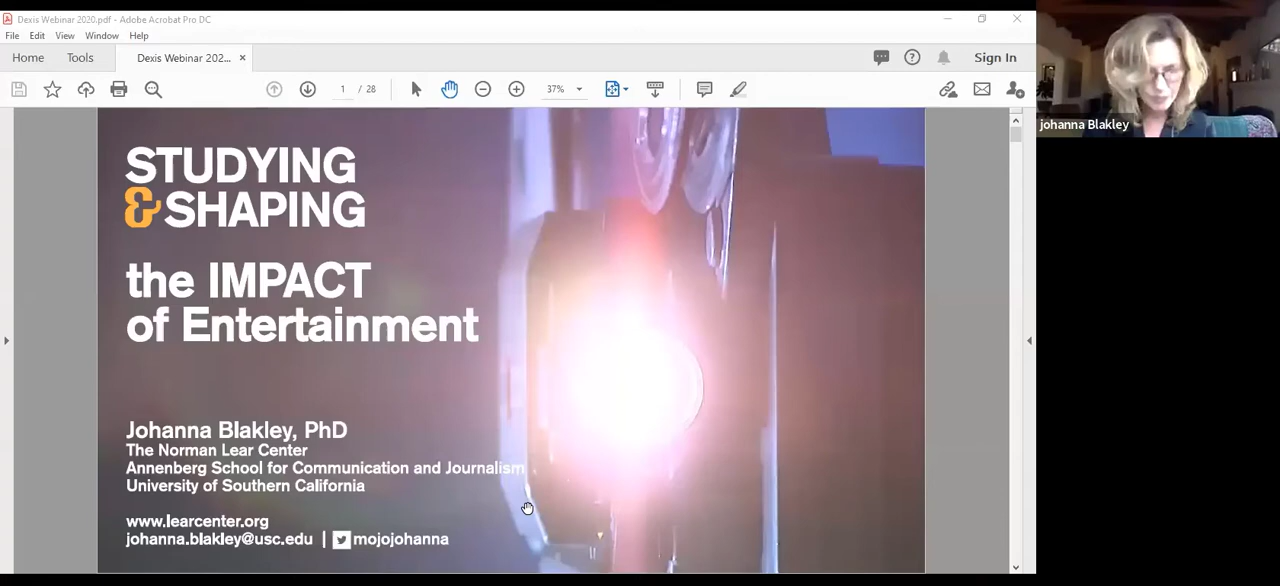 Dexis Webinar 2020.pdf - Adobe Acrobat Pro DC
File Edit View Window Help
Home Tools Dexis Webinar 202... × Sign In
1 / 28 37%
johanna Blakley
STUDYING
& SHAPING
the IMPACT
of Entertainment
Johanna Blakley, PhD
The Norman Lear Center
Annenberg School for Communication and Journalism
University of Southern California
www.learcenter.org
johanna.blakley@usc.edu | mojojohanna